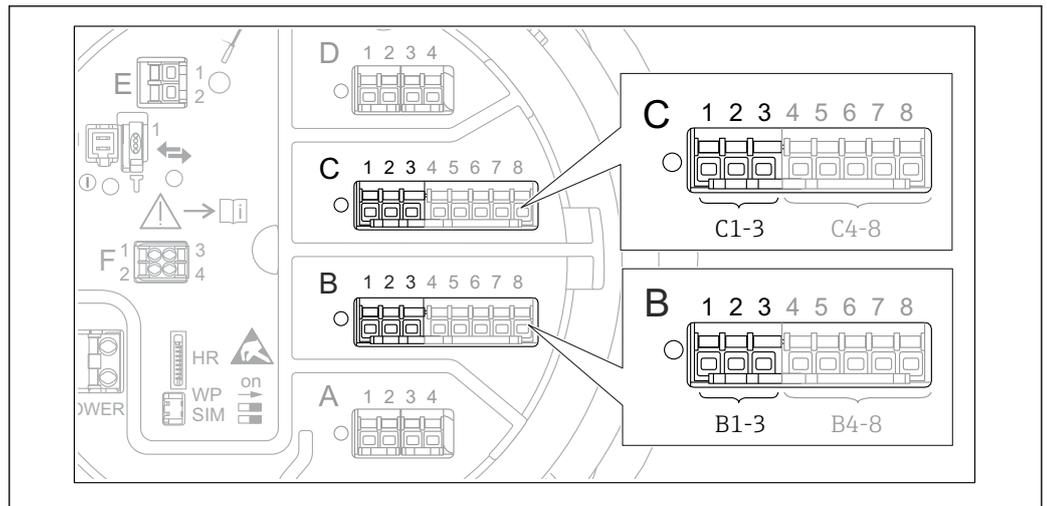 D 1 2 3 4
E 1
2
1
C 1 2 3 4 5 6 7 8
i
F 1 3
2 4
B 1 2 3 4 5 6 7 8
HR
WP on
SIM
OWER
A 1 2 3 4
C 1 2 3 4 5 6 7 8
C1-3 C4-8
B 1 2 3 4 5 6 7 8
B1-3 B4-8